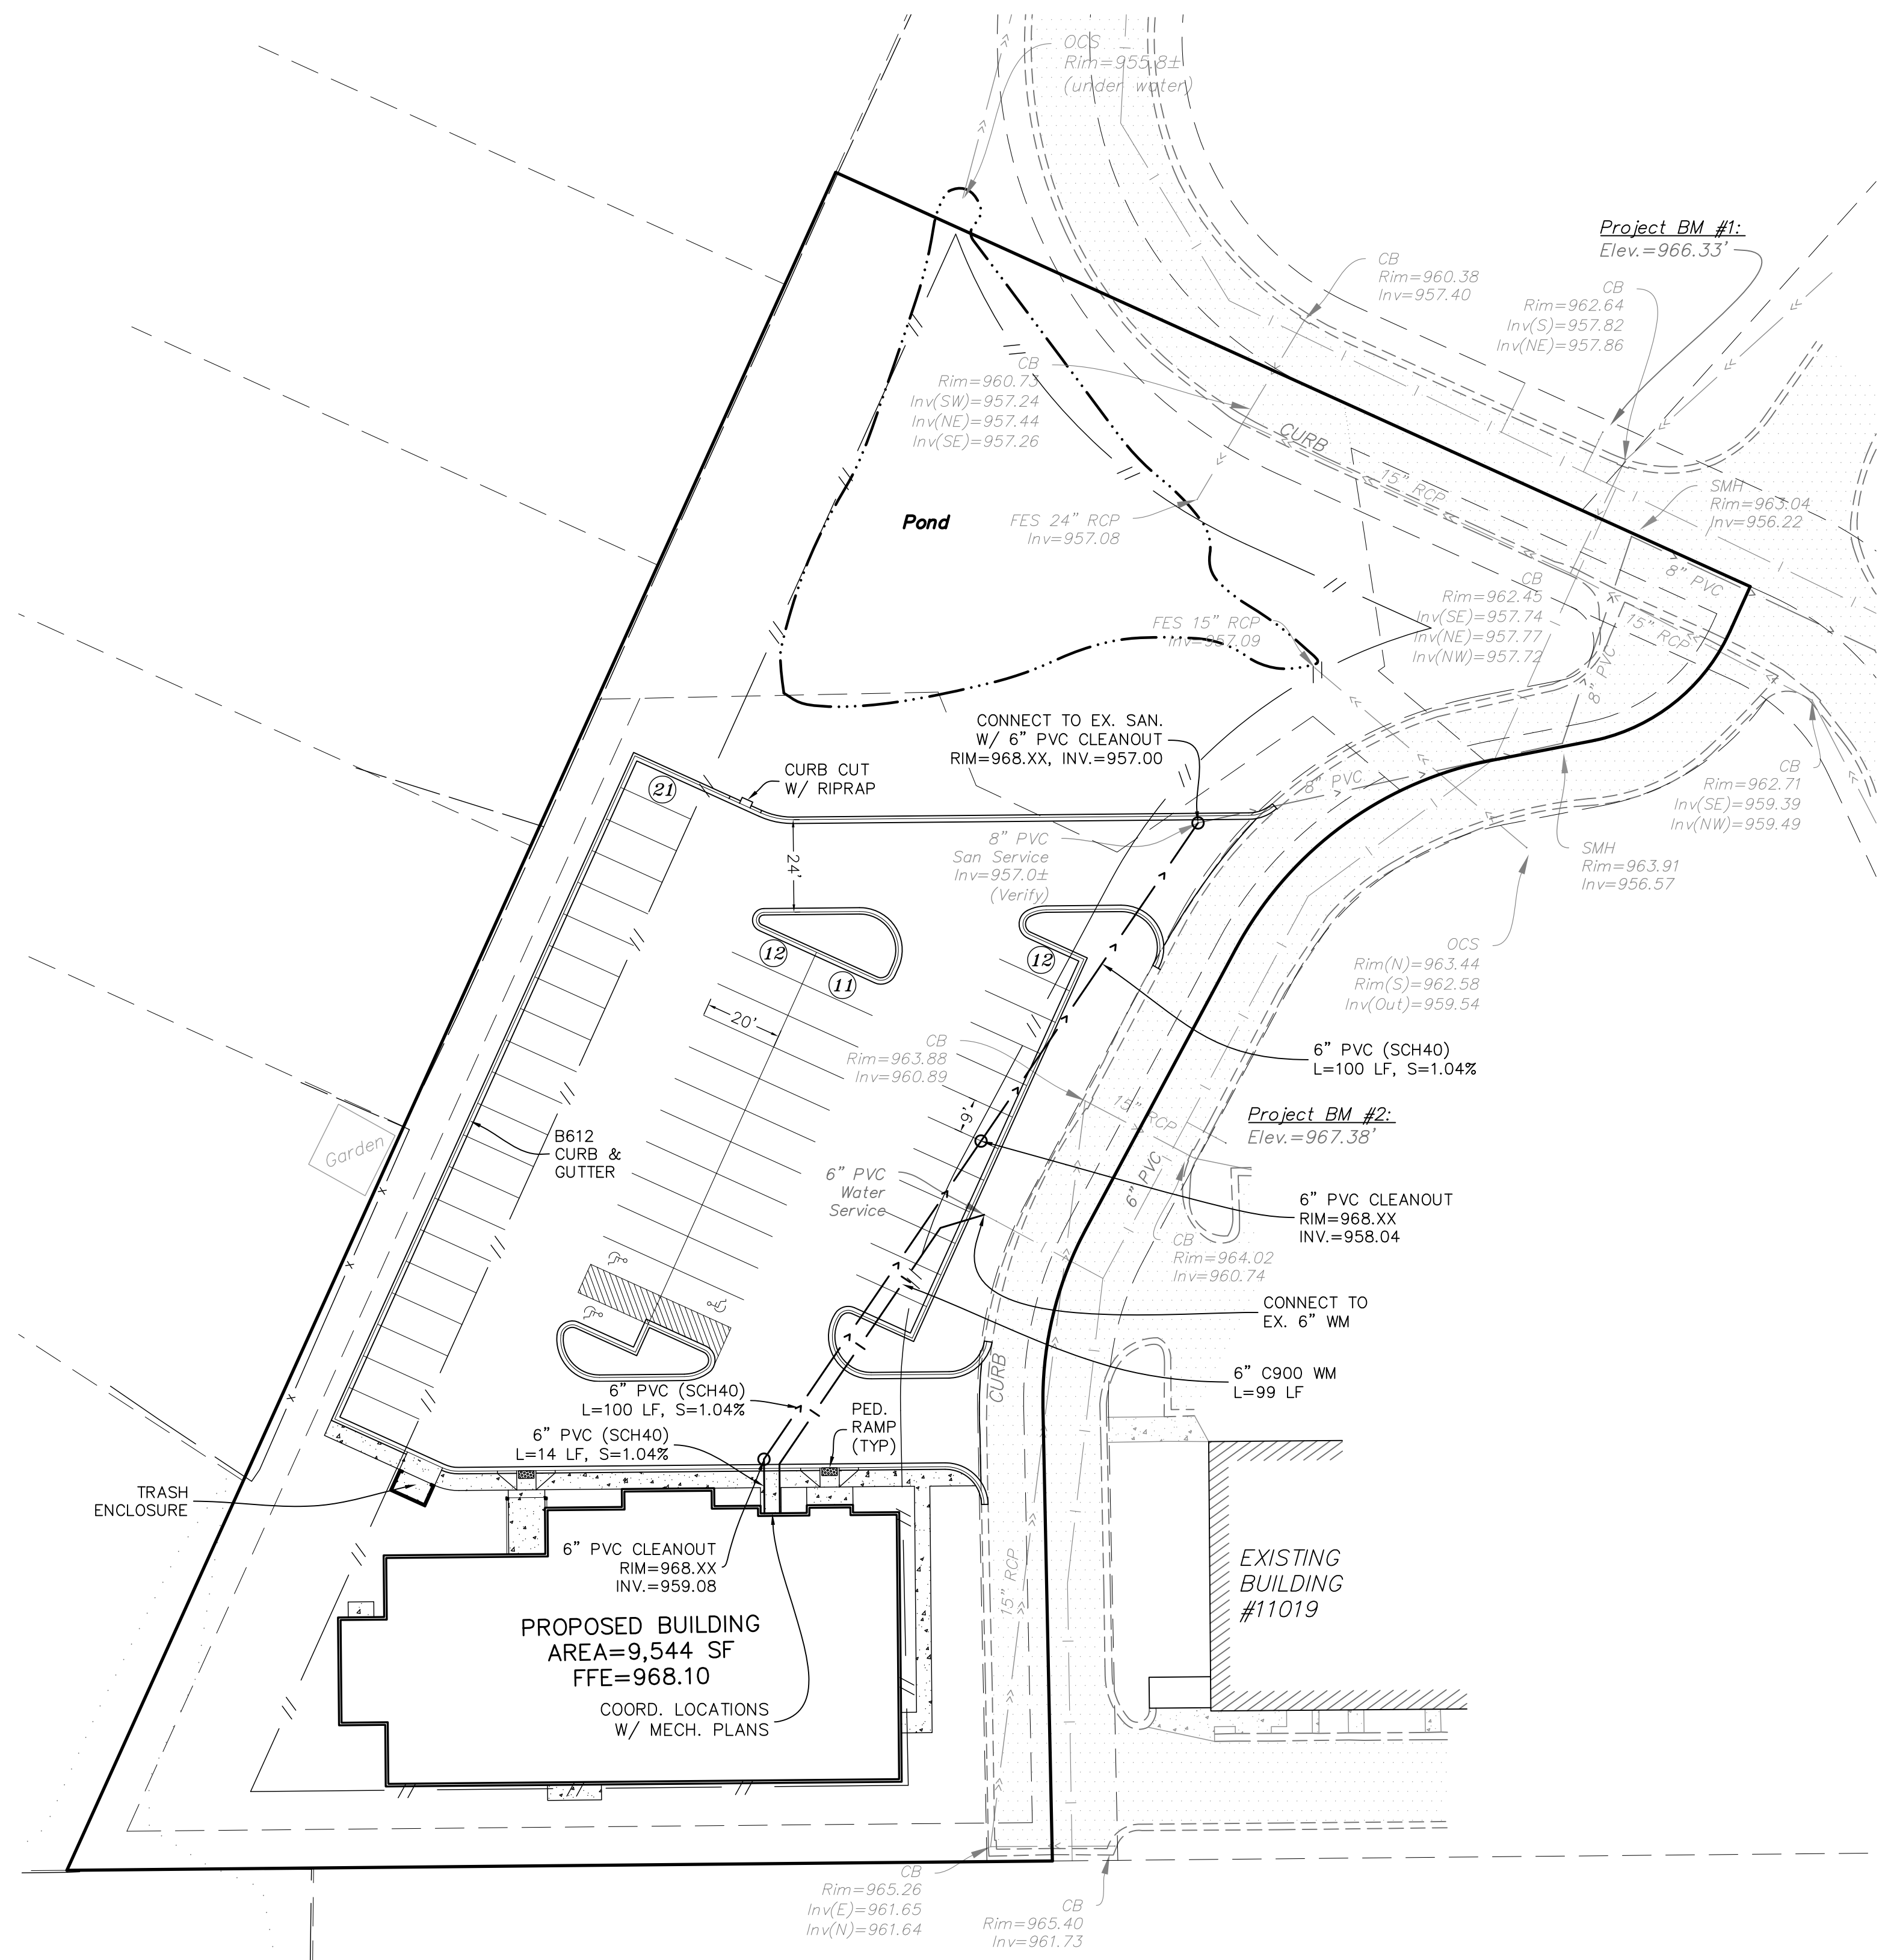 OCS
Rim=955.8±
(under water)
Project BM #1:
Elev.=966.33'
CB
Rim=960.38
Inv=957.40
CB
Rim=962.64
Inv(S)=957.82
Inv(NE)=957.86
CB
Rim=960.73
Inv(SW)=957.24
Inv(NE)=957.44
Inv(SE)=957.26
CURB
15" RCP
SMH
Rim=963.04
Inv=956.22
Pond
FES 24" RCP
Inv=957.08
8" PVC
CB
Rim=962.45
Inv(SE)=957.74
Inv(NE)=957.77
Inv(NW)=957.72
15" RCP
FES 15" RCP
Inv=957.09
8" PVC
CONNECT TO EX. SAN.
W/ 6" PVC CLEANOUT
RIM=968.XX, INV.=957.00
CURB CUT
W/ RIPRAP
21
8" PVC
CB
Rim=962.71
Inv(SE)=959.39
Inv(NW)=959.49
24'
8" PVC
San Service
Inv=957.0±
(Verify)
SMH
Rim=963.91
Inv=956.57
12
11
12
OCS
Rim(N)=963.44
Rim(S)=962.58
Inv(Out)=959.54
20'
CB
Rim=963.88
Inv=960.89
6" PVC (SCH40)
L=100 LF, S=1.04%
9'
15" RCP
Project BM #2:
Elev.=967.38'
Garden
B612
CURB &
GUTTER
6" PVC
Water
Service
6" PVC
6" PVC CLEANOUT
RIM=968.XX
INV.=958.04
CB
Rim=964.02
Inv=960.74
CONNECT TO
EX. 6" WM
6" C900 WM
L=99 LF
CURB
6" PVC (SCH40)
L=100 LF, S=1.04%
6" PVC (SCH40)
L=14 LF, S=1.04%
PED.
RAMP
(TYP)
TRASH
ENCLOSURE
6" PVC CLEANOUT
RIM=968.XX
INV.=959.08
15" RCP
EXISTING
BUILDING
#11019
PROPOSED BUILDING
AREA=9,544 SF
FFE=968.10
COORD. LOCATIONS
W/ MECH. PLANS
CB
Rim=965.26
Inv(E)=961.65
Inv(N)=961.64
CB
Rim=965.40
Inv=961.73